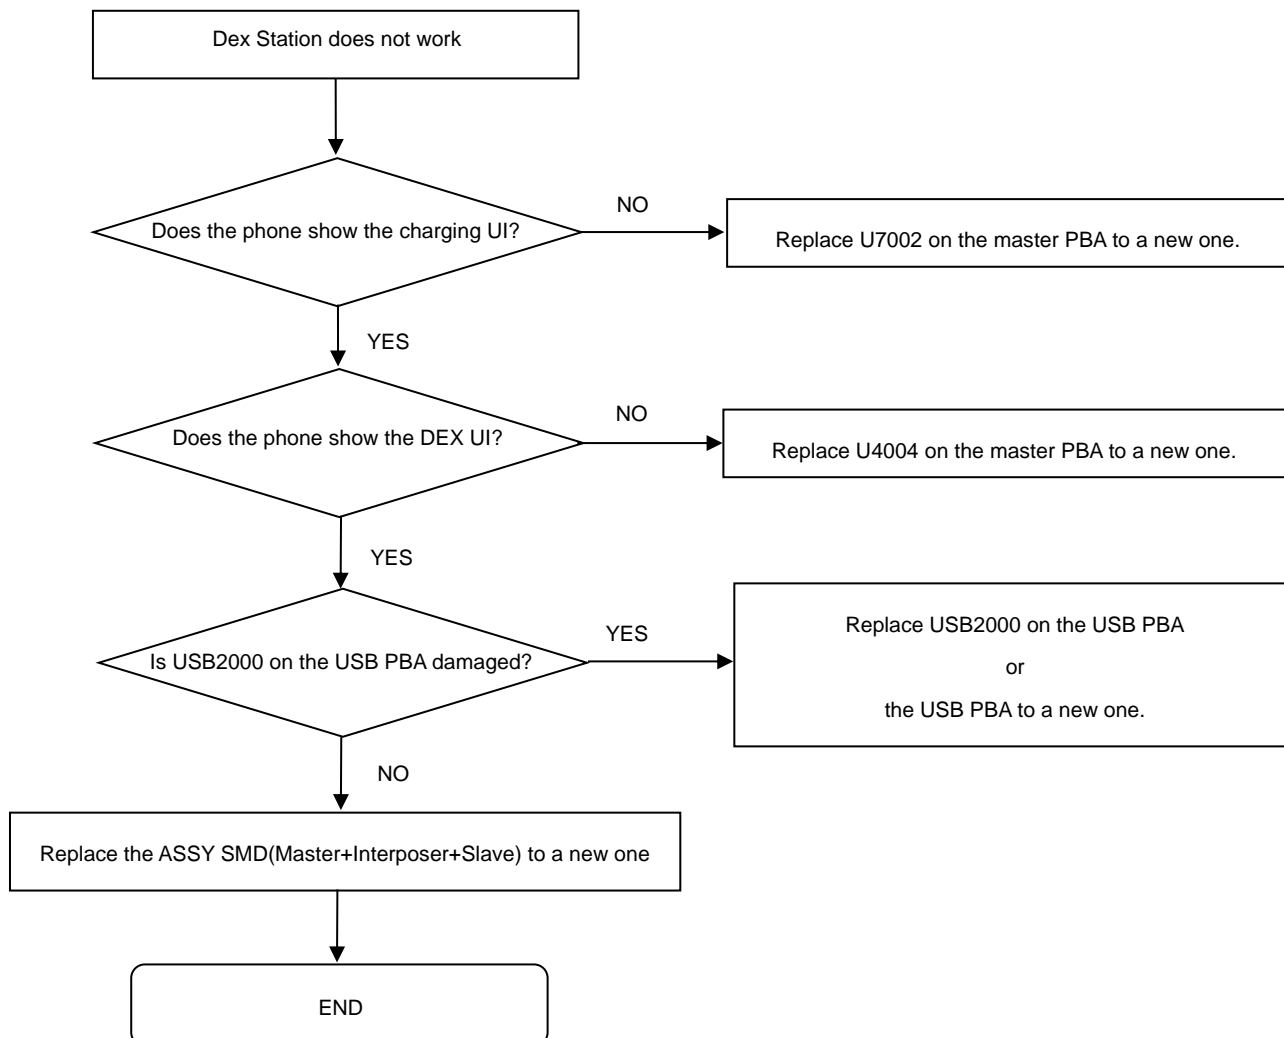 Dex Station does not work
Does the phone show the charging UI?
NO
Replace U7002 on the master PBA to a new one.
YES
Does the phone show the DEX UI?
NO
Replace U4004 on the master PBA to a new one.
YES
Is USB2000 on the USB PBA damaged?
YES
Replace USB2000 on the USB PBA
or
the USB PBA to a new one.
NO
Replace the ASSY SMD(Master+Interposer+Slave) to a new one
END